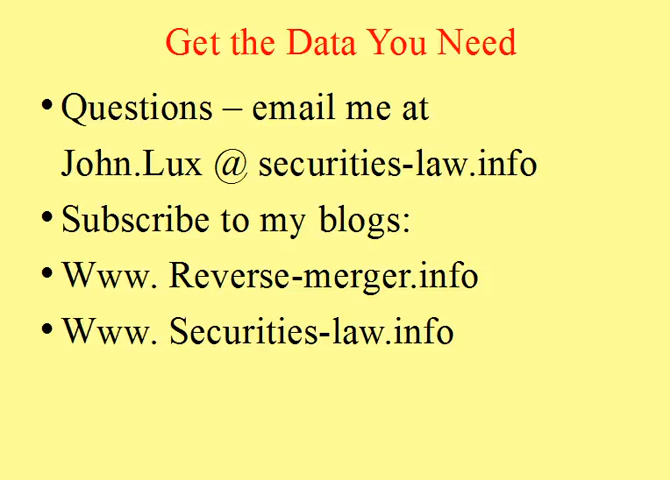 Get the Data You Need
• Questions – email me at
John.Lux @ securities-law.info
• Subscribe to my blogs:
• Www. Reverse-merger.info
• Www. Securities-law.info